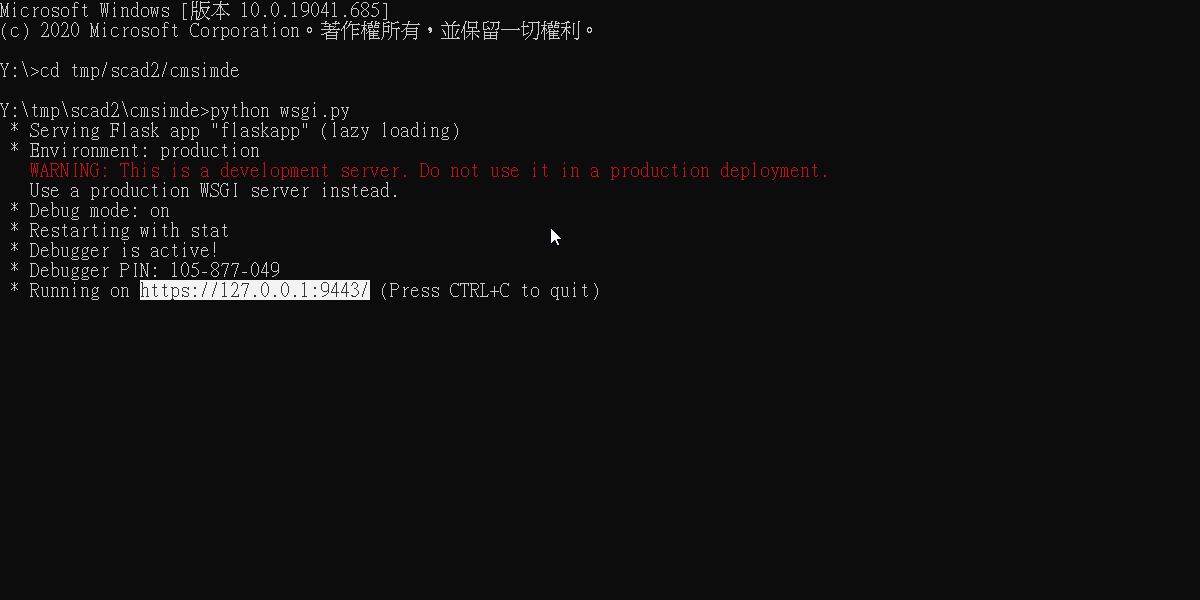 Microsoft Windows [版本 10.0.19041.685]
(c) 2020 Microsoft Corporation。著作權所有，並保留一切權利。
Y:\>cd tmp/scad2/cmsimde
Y:\tmp\scad2\cmsimde>python wsgi.py
* Serving Flask app "flaskapp" (lazy loading)
* Environment: production
WARNING: This is a development server. Do not use it in a production deployment.
Use a production WSGI server instead.
* Debug mode: on
* Restarting with stat
* Debugger is active!
* Debugger PIN: 105-877-049
* Running on https://127.0.0.1:9443/ (Press CTRL+C to quit)